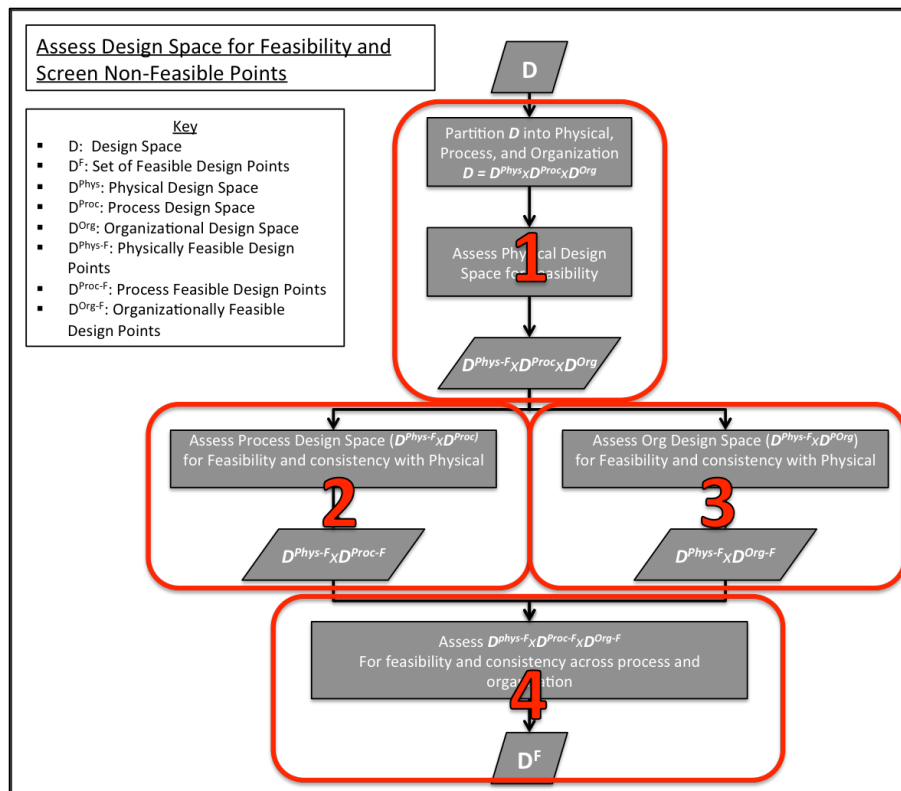 Assess Design Space for Feasibility and
Screen Non-Feasible Points
D
Key
▪ D: Design Space
▪ D^F: Set of Feasible Design Points
▪ D^Phys: Physical Design Space
▪ D^Proc: Process Design Space
▪ D^Org: Organizational Design Space
▪ D^Phys-F: Physically Feasible Design
Points
▪ D^Proc-F: Process Feasible Design Points
▪ D^Org-F: Organizationally Feasible
Design Points
Partition D into Physical,
Process, and Organization
D = D^Phys x D^Proc x D^Org
Assess Physical Design
Space for Feasibility
1
D^Phys-F x D^Proc x D^Org
Assess Process Design Space (D^Phys-F x D^Proc)
for Feasibility and consistency with Physical
2
D^Phys-F x D^Proc-F
Assess Org Design Space (D^Phys-F x D^POrg)
for Feasibility and consistency with Physical
3
D^Phys-F x D^Org-F
Assess D^phys-F x D^Proc-F x D^Org-F
For feasibility and consistency across process and
organization
4
D^F